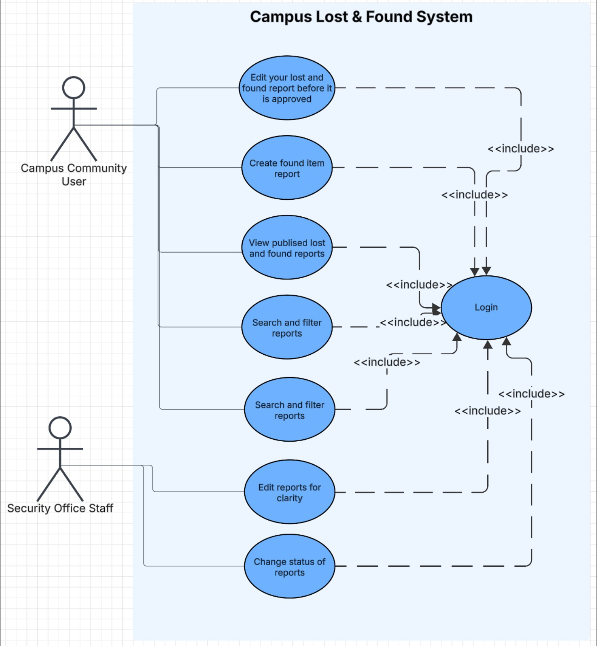 Campus Lost & Found System
Edit your lost and
found report before it
is approved
<<include>>
Campus Community
User
Create found item
report
<<include>>
View publised lost
and found reports
<<include>>
Login
Search and filter
reports
<<include>>
<<include>>
Search and filter
reports
<<include>>
<<include>>
Security Office Staff
Edit reports for
clarity
Change status of
reports